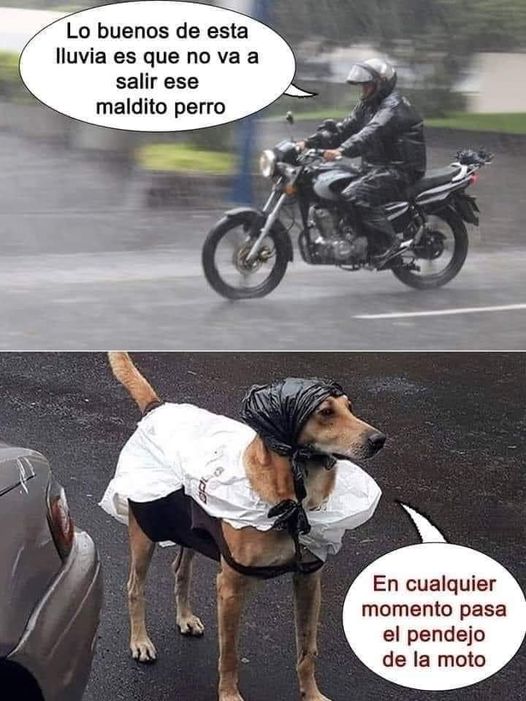 Lo buenos de esta
lluvia es que no va a
salir ese
maldito perro
En cualquier
momento pasa
el pendejo
de la moto